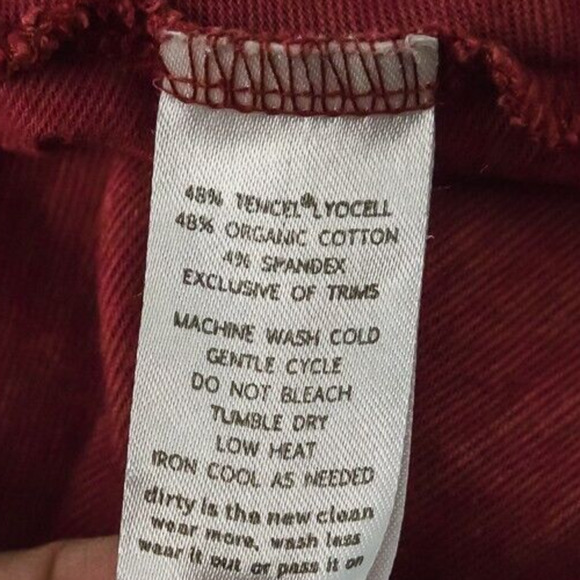 48% TENCEL®LYOCELL
48% ORGANIC COTTON
4% SPANDEX
EXCLUSIVE OF TRIMS
MACHINE WASH COLD
GENTLE CYCLE
DO NOT BLEACH
TUMBLE DRY
LOW HEAT
IRON COOL AS NEEDED
dirty is the new clean
wear more, wash less
wear it out or pass it on